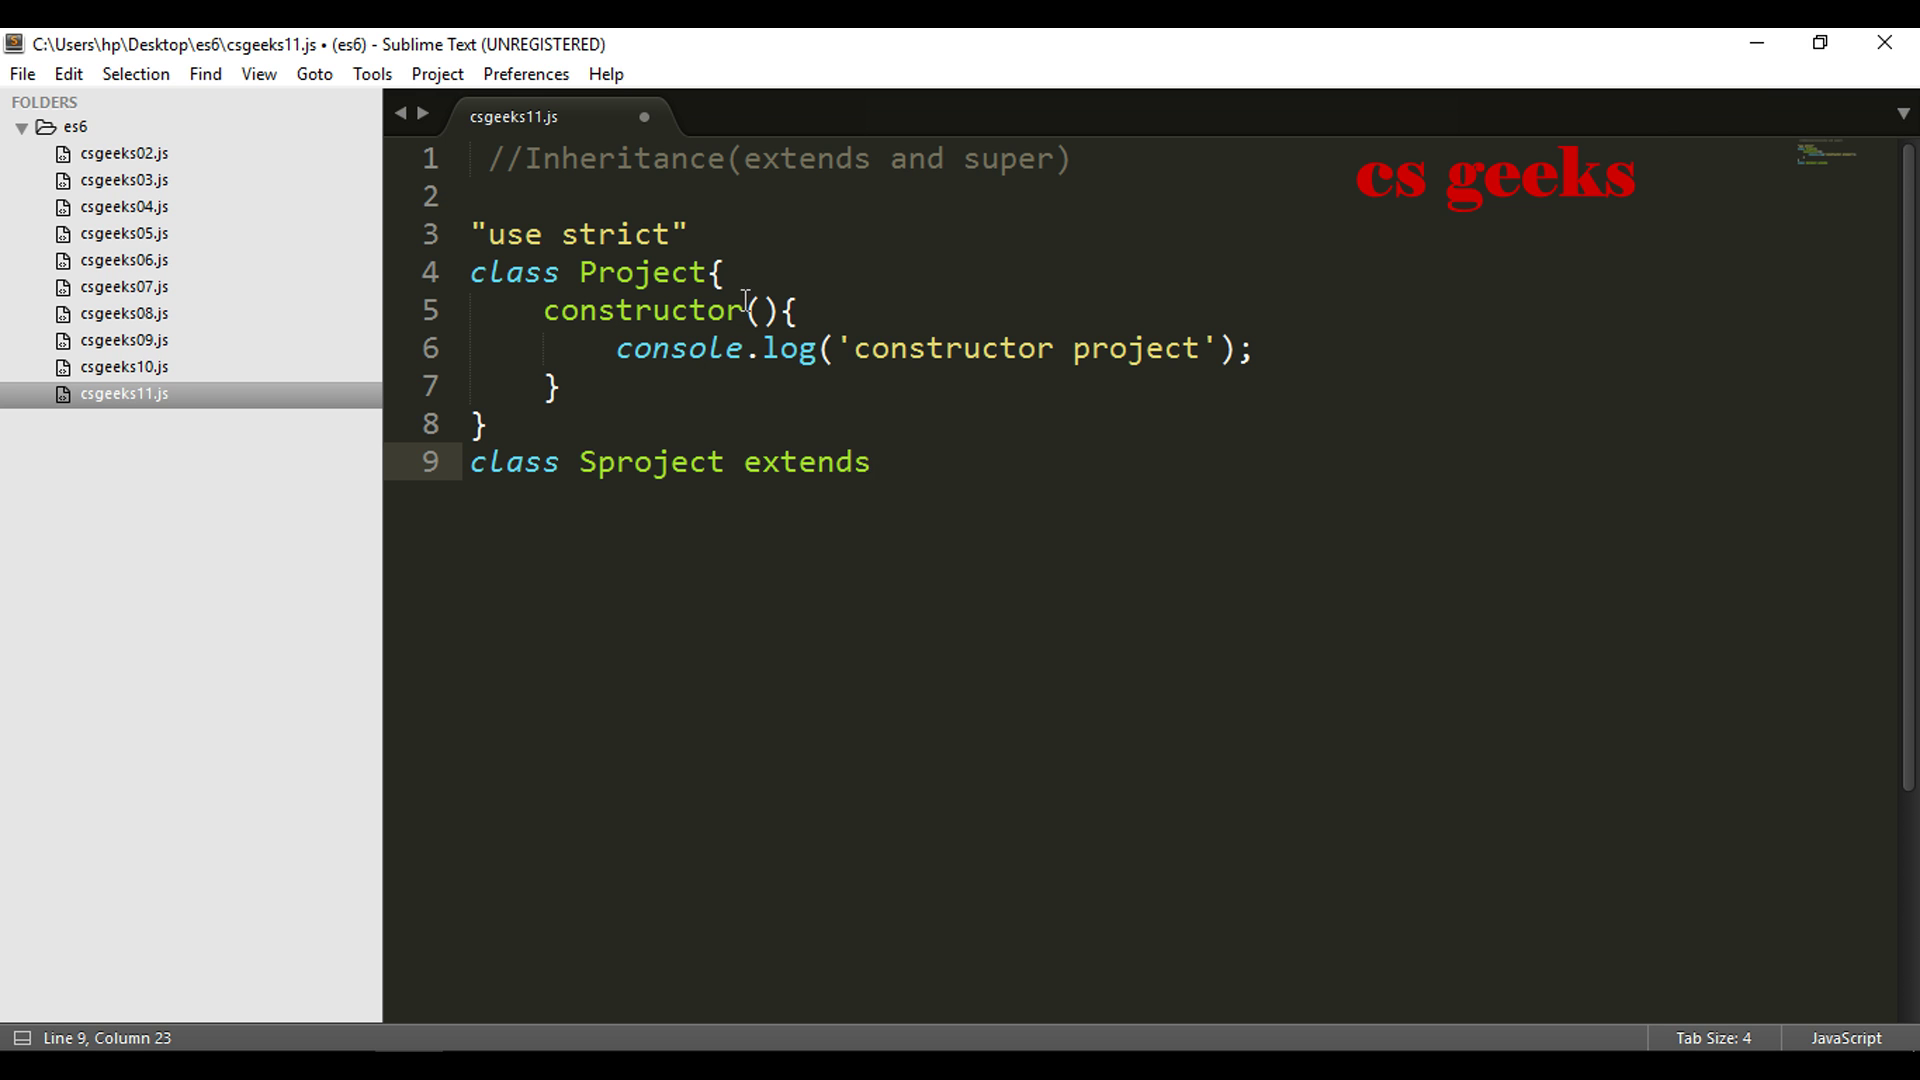 C:\Users\hp\Desktop\es6\csgeeks11.js • (es6) - Sublime Text (UNREGISTERED)
File Edit Selection Find View Goto Tools Project Preferences Help
FOLDERS
es6
csgeeks02.js
csgeeks03.js
csgeeks04.js
csgeeks05.js
csgeeks06.js
csgeeks07.js
csgeeks08.js
csgeeks09.js
csgeeks10.js
csgeeks11.js
csgeeks11.js
cs geeks
1 //Inheritance(extends and super)
2
3 "use strict"
4 class Project{
5 constructor(){
6 console.log('constructor project');
7 }
8 }
9 class Sproject extends
Line 9, Column 23
Tab Size: 4
JavaScript